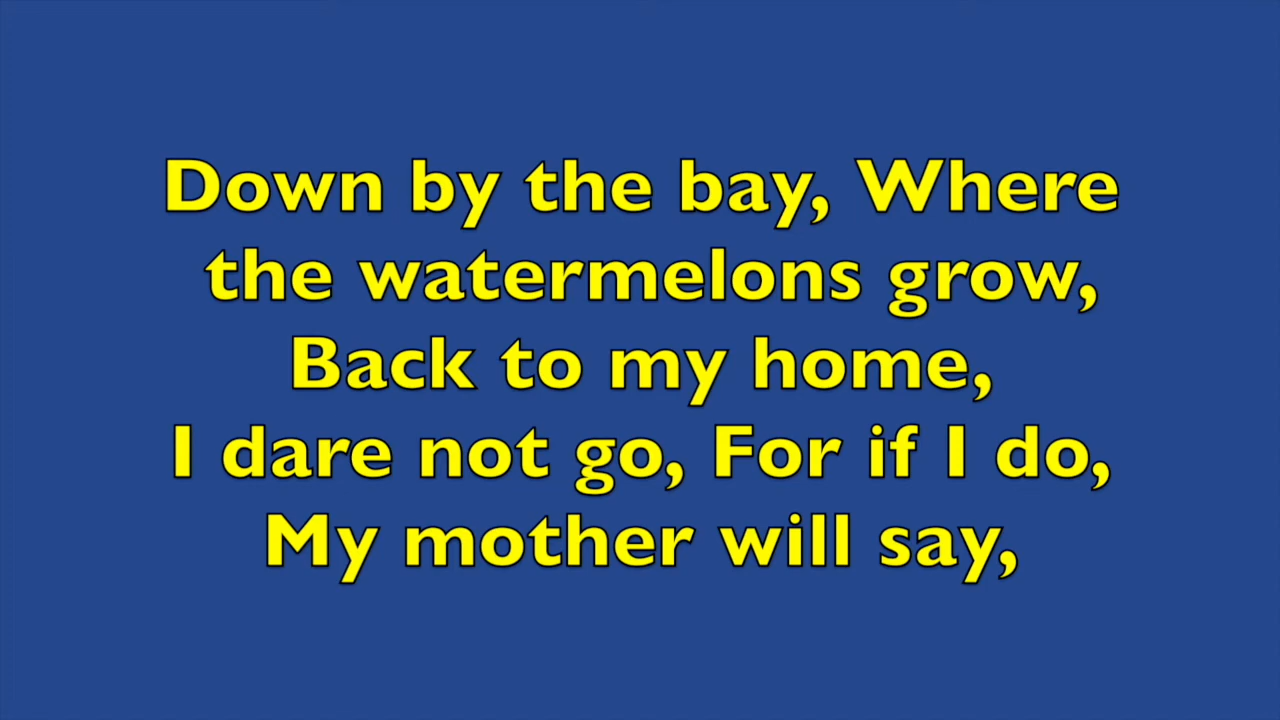 Down by the bay, Where
the watermelons grow,
Back to my home,
I dare not go, For if I do,
My mother will say,